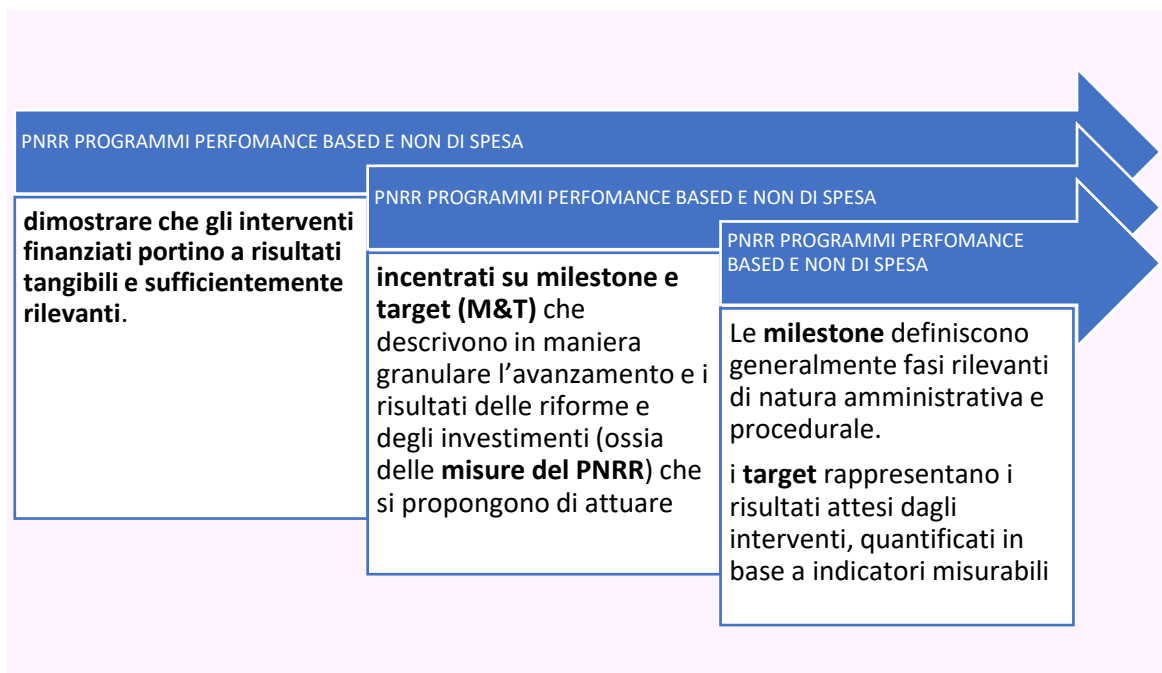 PNRR PROGRAMMI PERFOMANCE BASED E NON DI SPESA
dimostrare che gli interventi
finanziati portino a risultati
tangibili e sufficientemente
rilevanti.
PNRR PROGRAMMI PERFOMANCE BASED E NON DI SPESA
incentrati su milestone e
target (M&T) che
descrivono in maniera
granulare l’avanzamento e i
risultati delle riforme e
degli investimenti (ossia
delle misure del PNRR) che
si propongono di attuare
PNRR PROGRAMMI PERFOMANCE
BASED E NON DI SPESA
Le milestone definiscono
generalmente fasi rilevanti
di natura amministrativa e
procedurale.
i target rappresentano i
risultati attesi dagli
interventi, quantificati in
base a indicatori misurabili